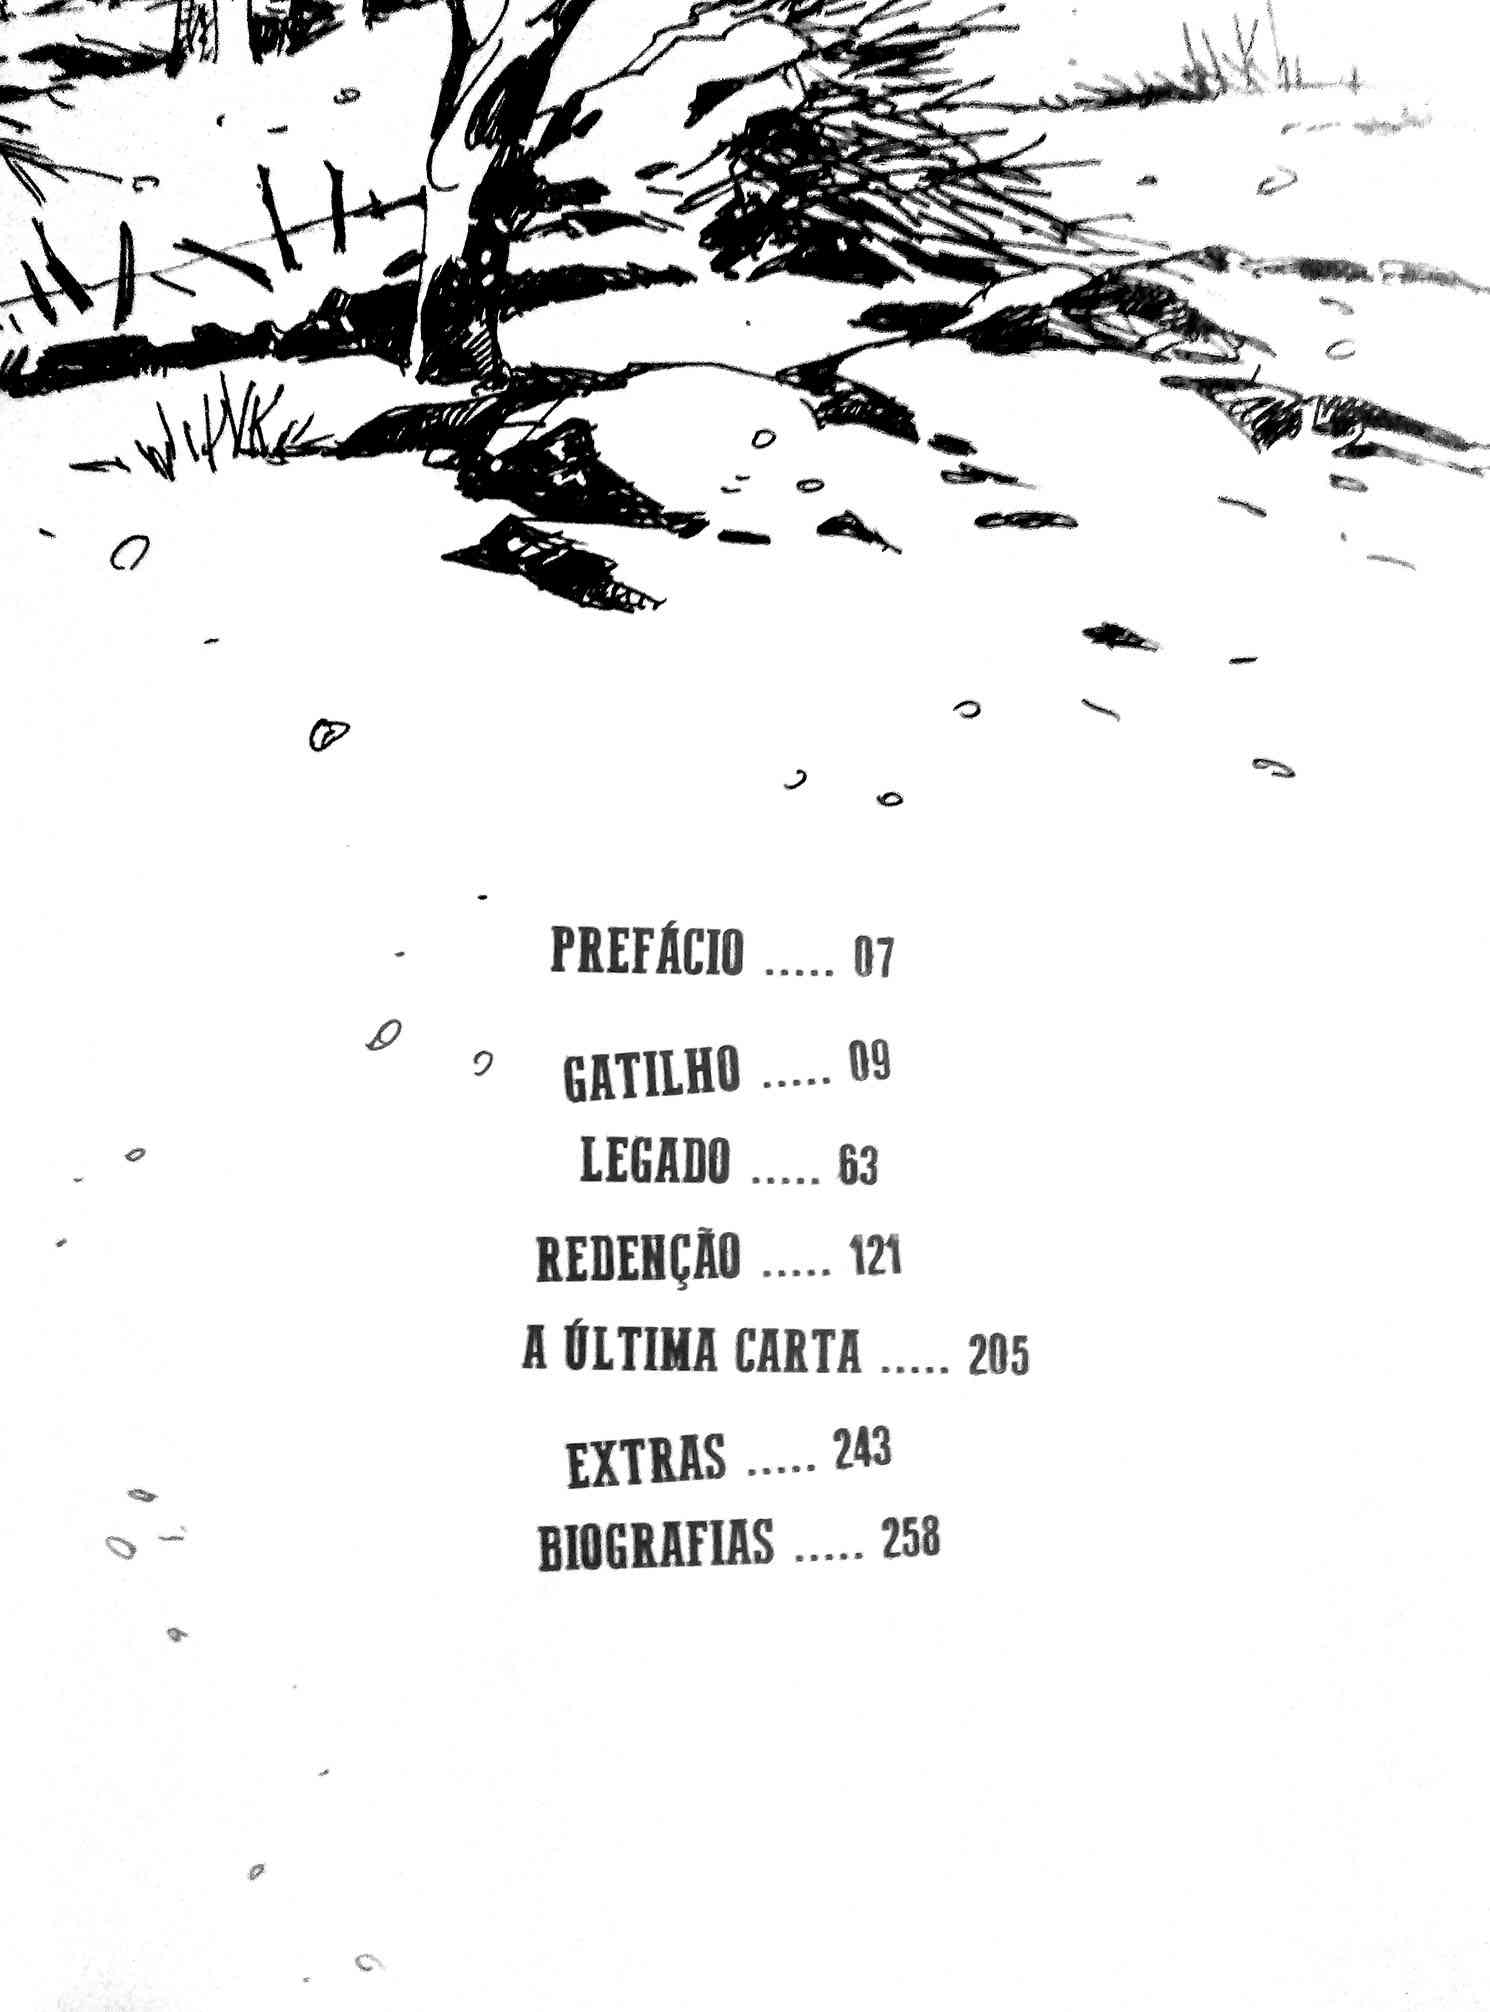 PREFÁCIO ..... 07
GATILHO ..... 09
LEGADO ..... 63
REDENÇÃO ..... 121
A ÚLTIMA CARTA ..... 205
EXTRAS ..... 243
BIOGRAFIAS ..... 258